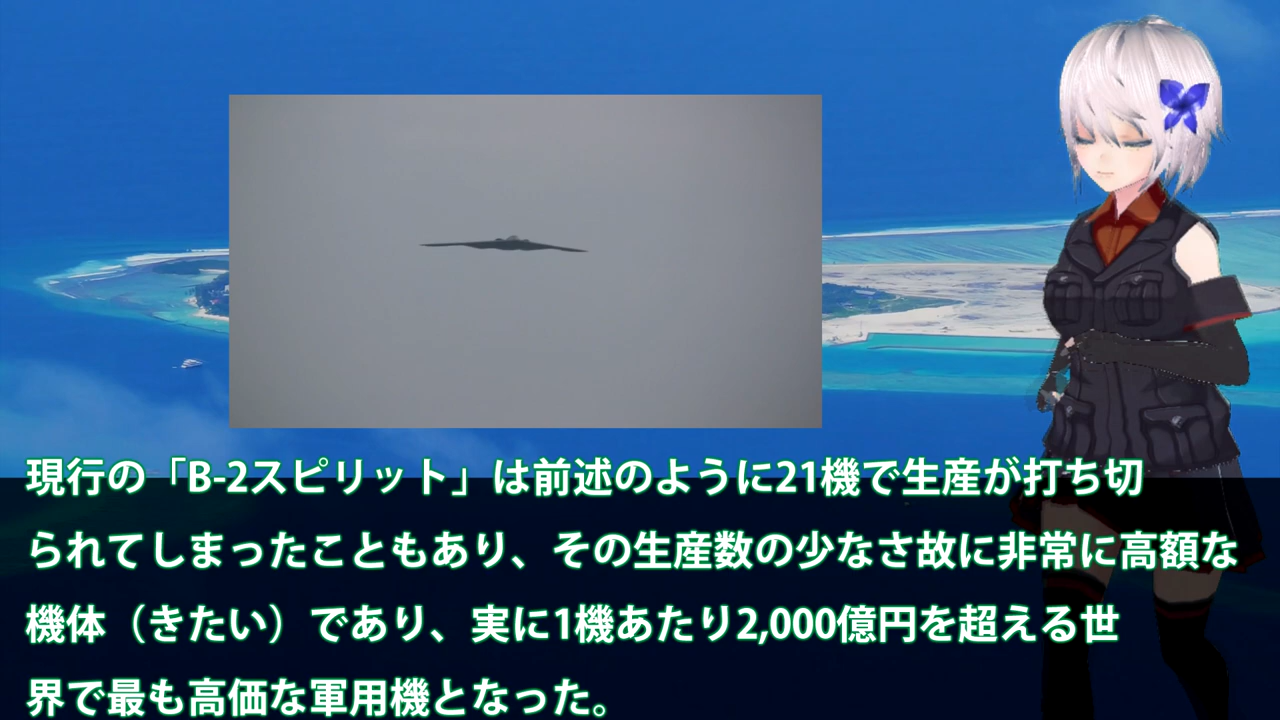 現行の「B-2スピリット」は前述のように21機で生産が打ち切
られてしまったこともあり、その生産数の少なさ故に非常に高額な
機体（きたい）であり、実に1機あたり2,000億円を超える世
界で最も高価な軍用機となった。